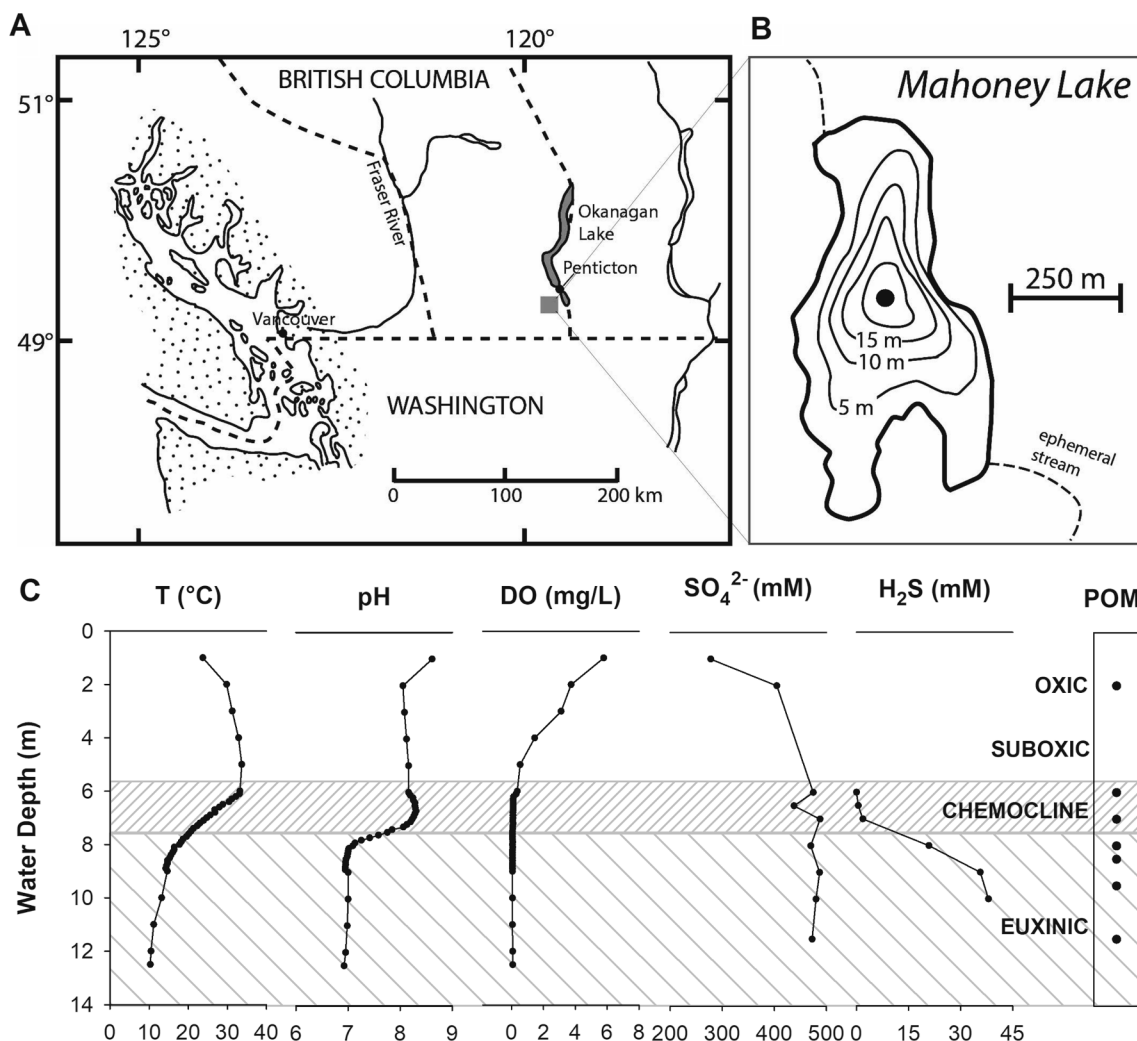 A
125°
120°
B
51°
49°
BRITISH COLUMBIA
Fraser River
Okanagan
Lake
Penticton
Vancouver
WASHINGTON
0 100 200 km
Mahoney Lake
250 m
15 m
10 m
5 m
ephemeral
stream
C
T (°C) pH DO (mg/L) SO₄²⁻ (mM) H₂S (mM) POM
Water Depth (m)
0
2
4
6
8
10
12
14
OXIC
SUBOXIC
CHEMOCLINE
EUXINIC
0 10 20 30 40 6 7 8 9 0 2 4 6 8 200 300 400 500 0 15 30 45